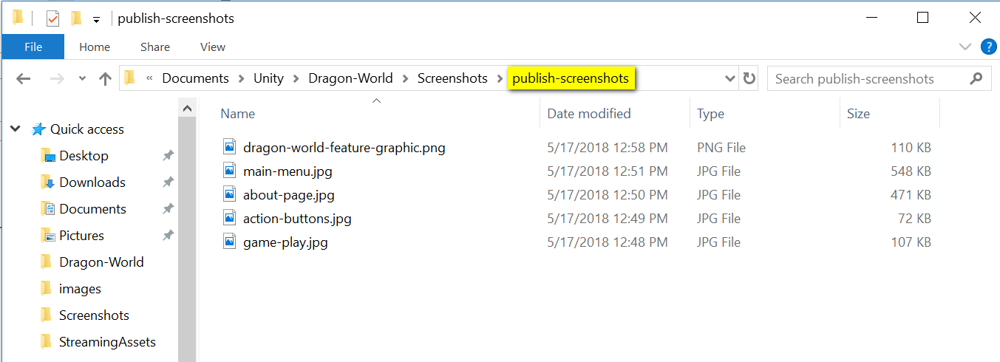 publish-screenshots
File Home Share View ?
« Documents > Unity > Dragon-World > Screenshots > publish-screenshots Search publish-screenshots
Name Date modified Type Size
Quick access
Desktop
Downloads
Documents
Pictures
Dragon-World
images
Screenshots
StreamingAssets
dragon-world-feature-graphic.png 5/17/2018 12:58 PM PNG File 110 KB
main-menu.jpg 5/17/2018 12:51 PM JPG File 548 KB
about-page.jpg 5/17/2018 12:50 PM JPG File 471 KB
action-buttons.jpg 5/17/2018 12:49 PM JPG File 72 KB
game-play.jpg 5/17/2018 12:48 PM JPG File 107 KB